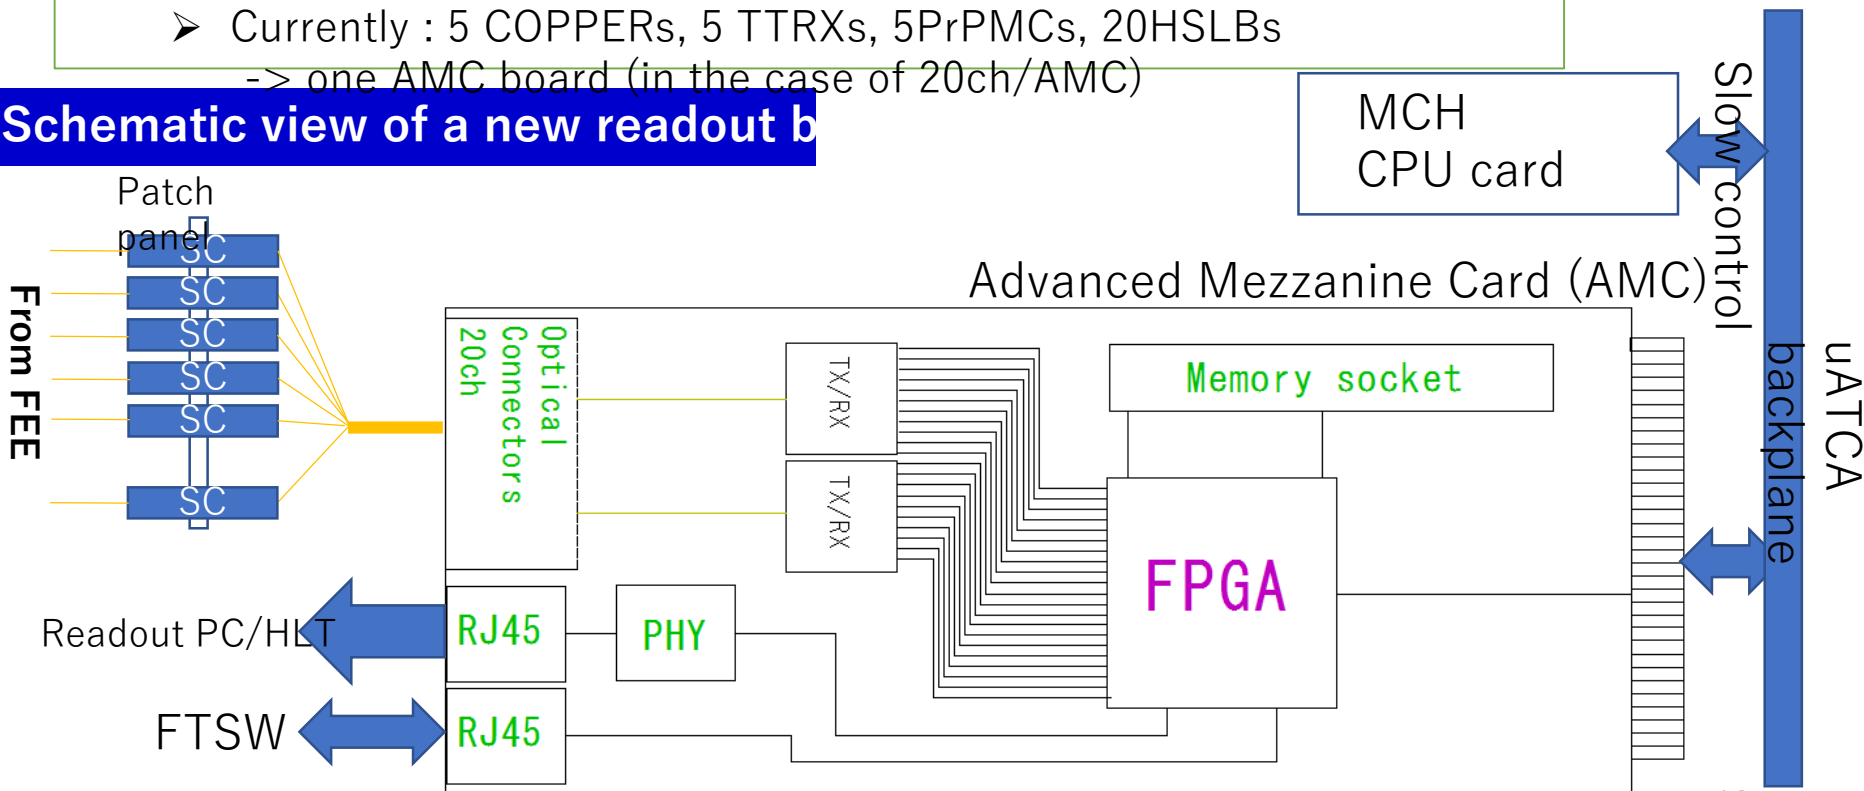 ➢ Currently : 5 COPPERs, 5 TTRXs, 5PrPMCs, 20HSLBs
-> one AMC board (in the case of 20ch/AMC)
Schematic view of a new readout b
MCH
CPU card
Slow control
Patch
panel
SC
SC
SC
SC
SC
SC
From FEE
Advanced Mezzanine Card (AMC)
Optical
Connectors
20ch
TX/RX
TX/RX
Memory socket
FPGA
uATCA
backplane
RJ45
PHY
Readout PC/HLT
RJ45
FTSW